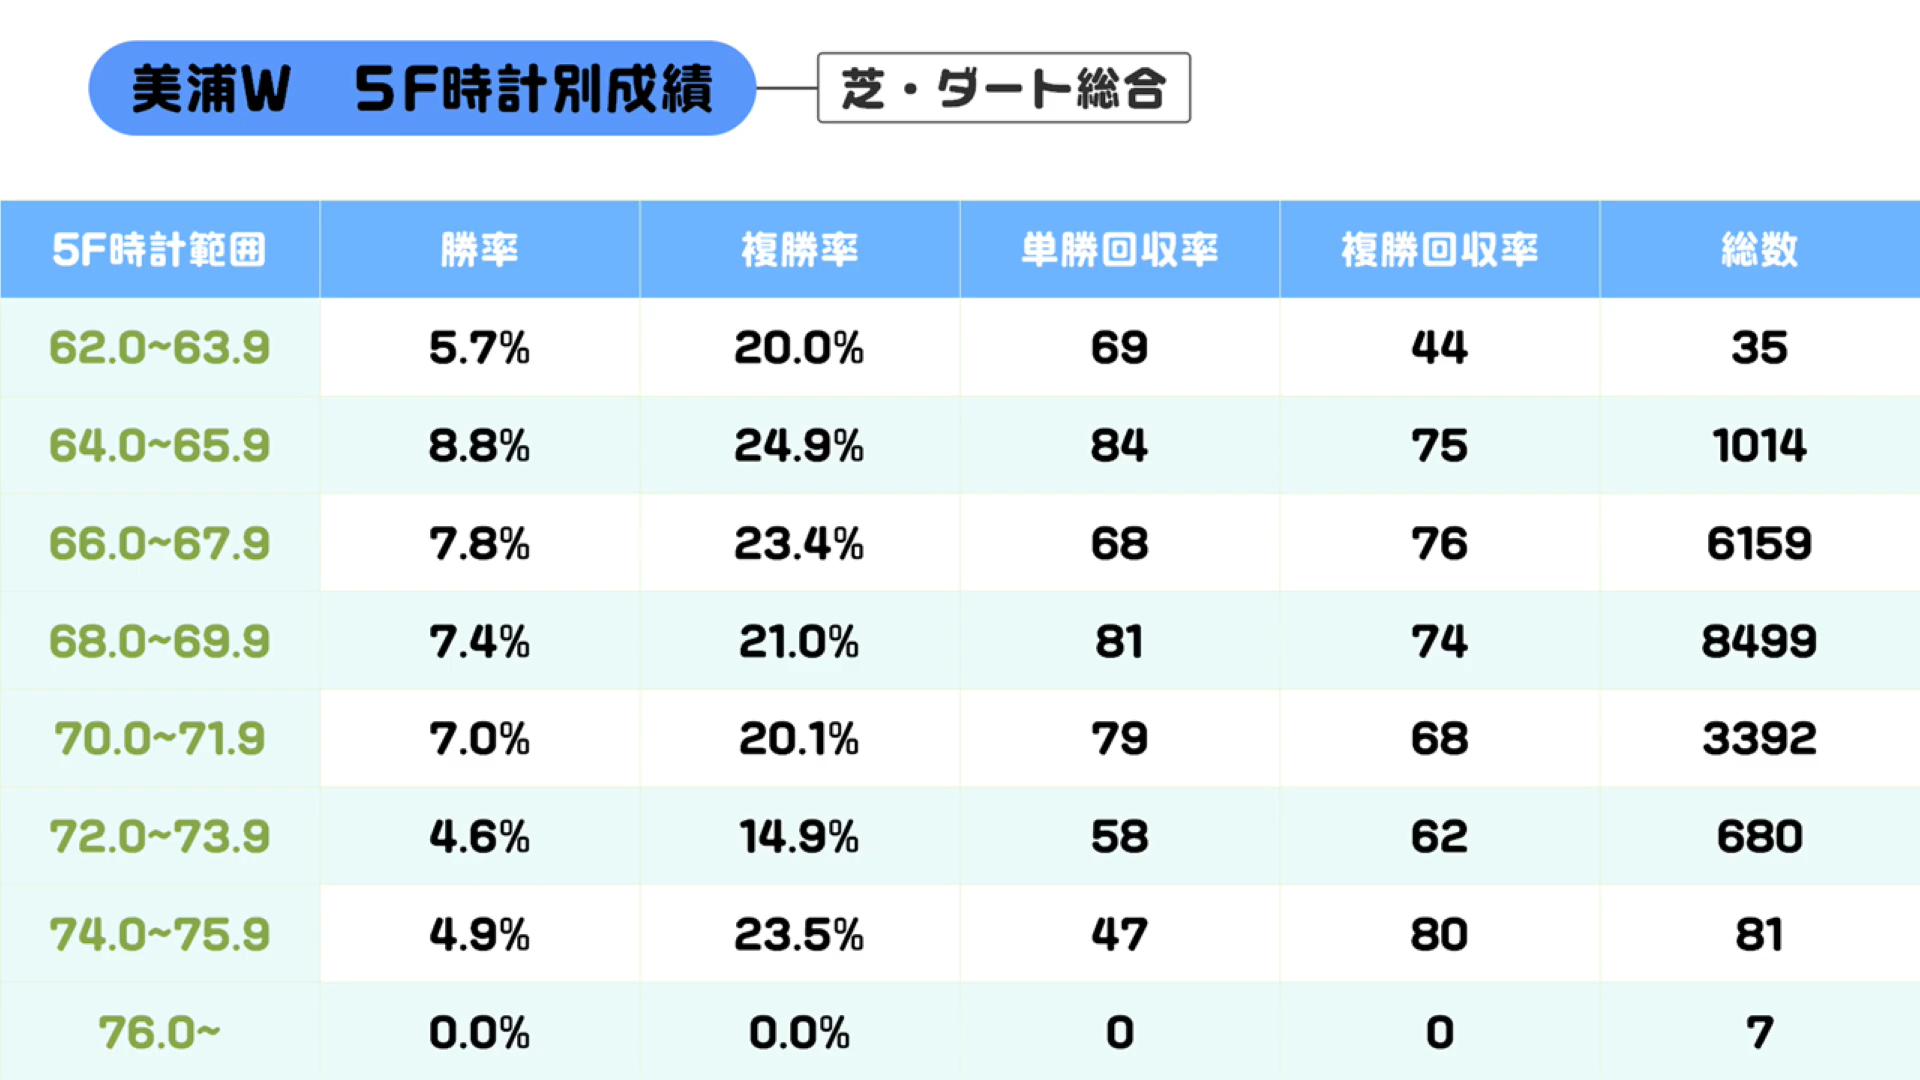 美浦W　5F時計別成績　芝・ダート総合
5F時計範囲 勝率 複勝率 単勝回収率 複勝回収率 総数
62.0~63.9 5.7% 20.0% 69 44 35
64.0~65.9 8.8% 24.9% 84 75 1014
66.0~67.9 7.8% 23.4% 68 76 6159
68.0~69.9 7.4% 21.0% 81 74 8499
70.0~71.9 7.0% 20.1% 79 68 3392
72.0~73.9 4.6% 14.9% 58 62 680
74.0~75.9 4.9% 23.5% 47 80 81
76.0~ 0.0% 0.0% 0 0 7